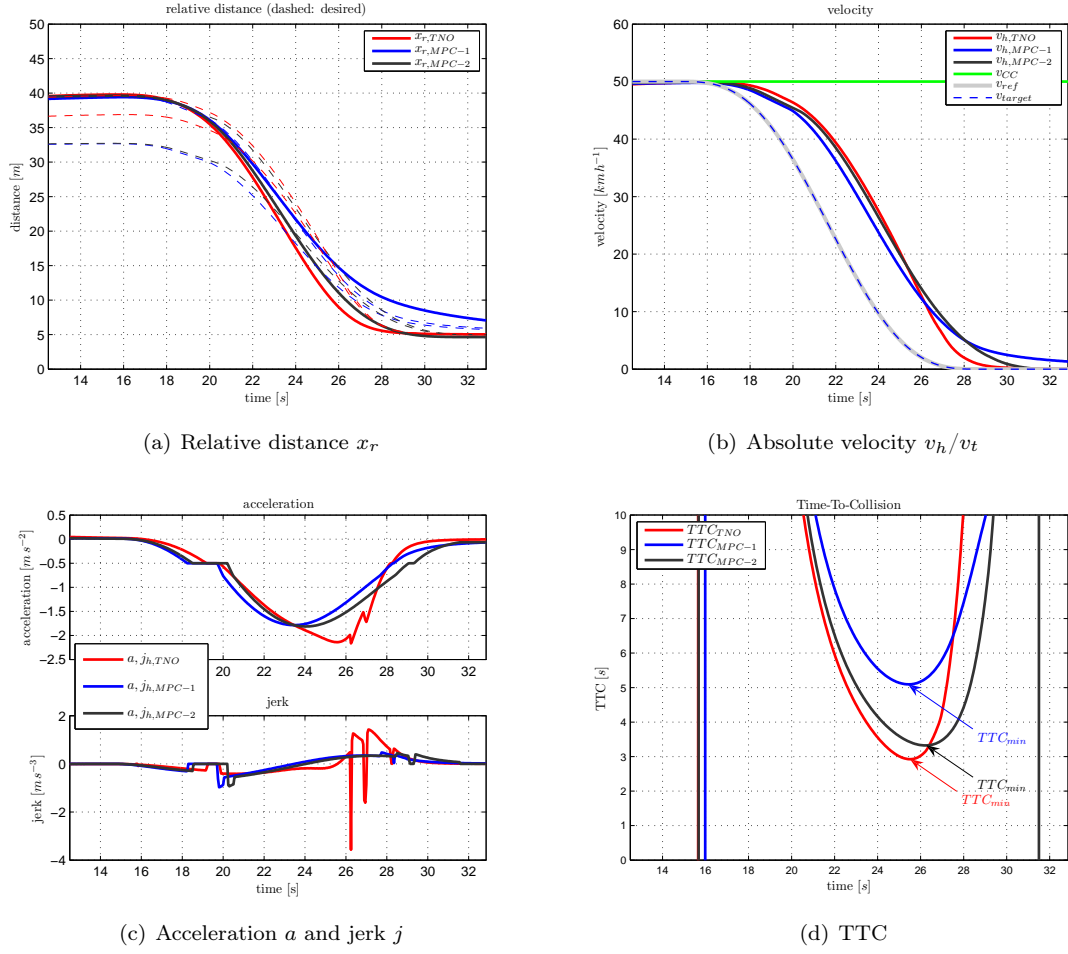 relative distance (dashed: desired)
50
45
40
35
30
25
20
15
10
5
0
distance [m]
14 16 18 20 22 24 26 28 30 32
time [s]
x_{r,TNO}
x_{r,MPC-1}
x_{r,MPC-2}
(a) Relative distance x_r
velocity
60
50
40
30
20
10
0
velocity [km h^{-1}]
14 16 18 20 22 24 26 28 30 32
time [s]
v_{h,TNO}
v_{h,MPC-1}
v_{h,MPC-2}
v_{CC}
v_{ref}
v_{target}
(b) Absolute velocity v_h/v_t
acceleration
0.5
0
−0.5
−1
−1.5
−2
−2.5
acceleration [m s^{-2}]
14 16 18 20 22 24 26 28 30 32
a, j_{h,TNO}
a, j_{h,MPC-1}
a, j_{h,MPC-2}
jerk
2
0
−2
−4
jerk [m s^{-3}]
14 16 18 20 22 24 26 28 30 32
time [s]
(c) Acceleration a and jerk j
Time-To-Collision
10
9
8
7
6
5
4
3
2
1
0
TTC [s]
14 16 18 20 22 24 26 28 30 32
time [s]
TTC_{TNO}
TTC_{MPC-1}
TTC_{MPC-2}
TTC_{min}
TTC_{min}
TTC_{min}
(d) TTC